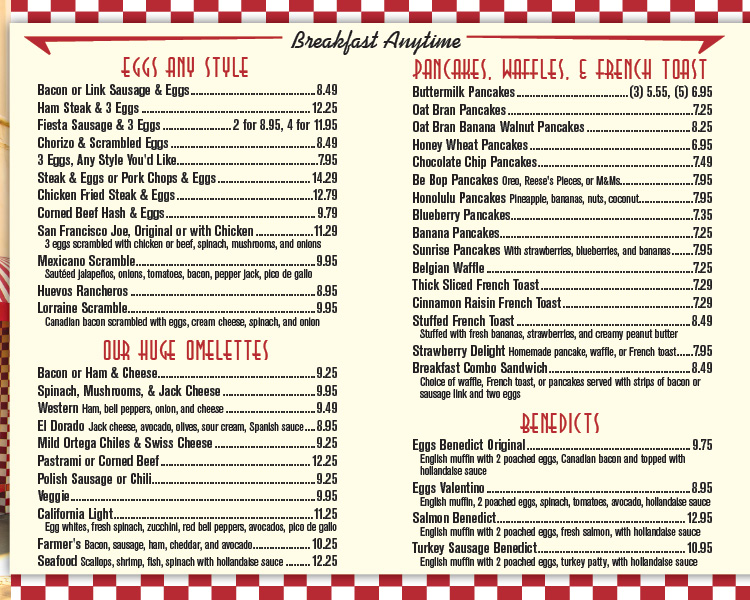 Breakfast Anytime
EGGS ANY STYLE
Bacon or Link Sausage & Eggs 8.49
Ham Steak & 3 Eggs 12.25
Fiesta Sausage & 3 Eggs 2 for 8.95, 4 for 11.95
Chorizo & Scrambled Eggs 8.49
3 Eggs, Any Style You'd Like 7.95
Steak & Eggs or Pork Chops & Eggs 14.29
Chicken Fried Steak & Eggs 12.79
Corned Beef Hash & Eggs 9.79
San Francisco Joe, Original or with Chicken 11.29
3 eggs scrambled with chicken or beef, spinach, mushrooms, and onions
Mexicano Scramble 9.95
Sautéed jalapeños, onions, tomatoes, bacon, pepper jack, pico de gallo
Huevos Rancheros 8.95
Lorraine Scramble 9.95
Canadian bacon scrambled with eggs, cream cheese, spinach, and onion
OUR HUGE OMELETTES
Bacon or Ham & Cheese 9.25
Spinach, Mushrooms, & Jack Cheese 9.95
Western Ham, bell peppers, onion, and cheese 9.49
El Dorado Jack cheese, avocado, olives, sour cream, Spanish sauce 8.95
Mild Ortega Chiles & Swiss Cheese 9.25
Pastrami or Corned Beef 12.25
Polish Sausage or Chili 9.25
Veggie 9.95
California Light 11.25
Egg whites, fresh spinach, zucchini, red bell peppers, avocados, pico de gallo
Farmer's Bacon, sausage, ham, cheddar, and avocado 10.25
Seafood Scallops, shrimp, fish, spinach with hollandaise sauce 12.25
PANCAKES, WAFFLES, & FRENCH TOAST
Buttermilk Pancakes (3) 5.55, (5) 6.95
Oat Bran Pancakes 7.25
Oat Bran Banana Walnut Pancakes 8.25
Honey Wheat Pancakes 6.95
Chocolate Chip Pancakes 7.49
Be Bop Pancakes Oreo, Reese's Pieces, or M&Ms 7.95
Honolulu Pancakes Pineapple, bananas, nuts, coconut 7.95
Blueberry Pancakes 7.35
Banana Pancakes 7.25
Sunrise Pancakes With strawberries, blueberries, and bananas 7.95
Belgian Waffle 7.25
Thick Sliced French Toast 7.29
Cinnamon Raisin French Toast 7.29
Stuffed French Toast 8.49
Stuffed with fresh bananas, strawberries, and creamy peanut butter
Strawberry Delight Homemade pancake, waffle, or French toast 7.95
Breakfast Combo Sandwich 8.49
Choice of waffle, French toast, or pancakes served with strips of bacon or
sausage link and two eggs
BENEDICTS
Eggs Benedict Original 9.75
English muffin with 2 poached eggs, Canadian bacon and topped with
hollandaise sauce
Eggs Valentino 8.95
English muffin, 2 poached eggs, spinach, tomatoes, avocado, hollandaise sauce
Salmon Benedict 12.95
English muffin with 2 poached eggs, fresh salmon, with hollandaise sauce
Turkey Sausage Benedict 10.95
English muffin with 2 poached eggs, turkey patty, with hollandaise sauce